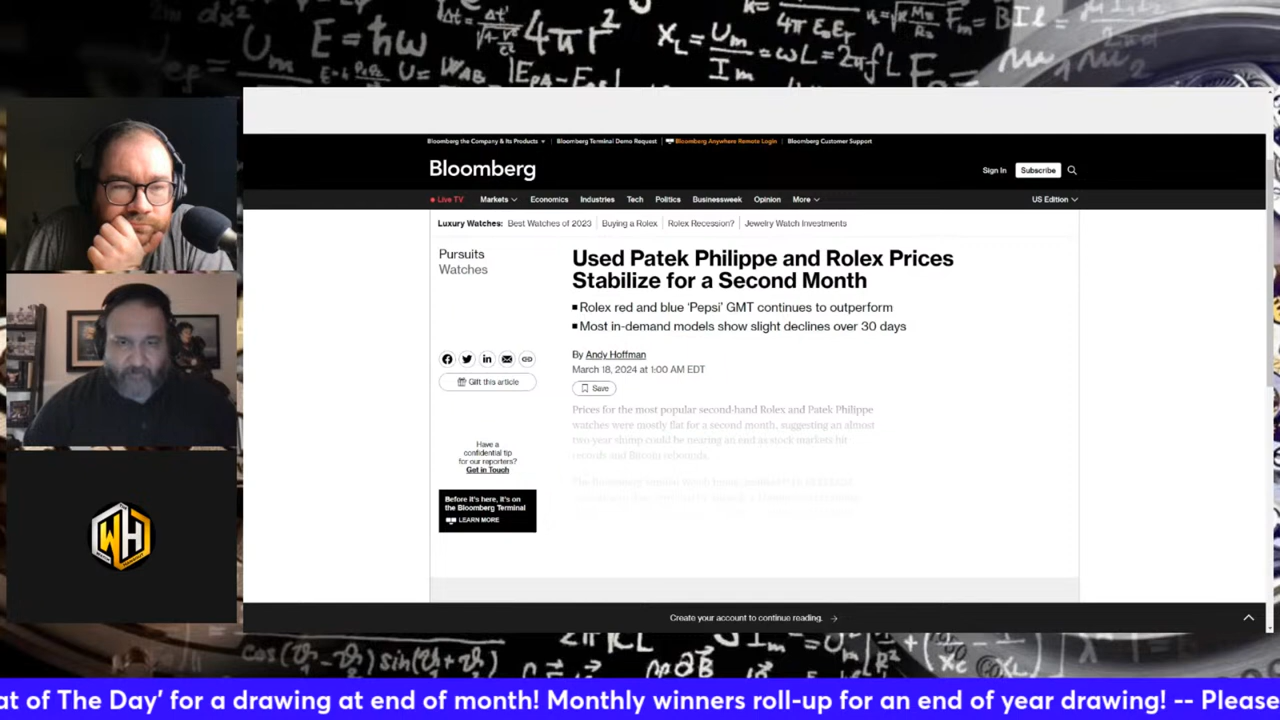 Bloomberg the Company & Its Products
Bloomberg Terminal Demo Request
Bloomberg Anywhere Remote Login
Bloomberg Customer Support
Bloomberg
Sign In
Subscribe
Live TV
Markets
Economics
Industries
Tech
Politics
Businessweek
Opinion
More
US Edition
Luxury Watches:
Best Watches of 2023
Buying a Rolex
Rolex Recession?
Jewelry Watch Investments
Pursuits
Watches
Used Patek Philippe and Rolex Prices
Stabilize for a Second Month
Rolex red and blue ‘Pepsi’ GMT continues to outperform
Most in-demand models show slight declines over 30 days
By Andy Hoffman
March 18, 2024 at 1:00 AM EDT
Save
Gift this article
Prices for the most popular second-hand Rolex and Patek Philippe
watches were mostly flat for a second month, suggesting an almost
two-year slump could be nearing an end as stock markets hit
records and Bitcoin rebounds.
Have a
confidential tip
for our reporters?
Get in Touch
Before it's here, it's on
the Bloomberg Terminal
LEARN MORE
Create your account to continue reading.
WH
at of The Day’ for a drawing at end of month! Monthly winners roll-up for an end of year drawing! -- Please
E=ħω
4πr²